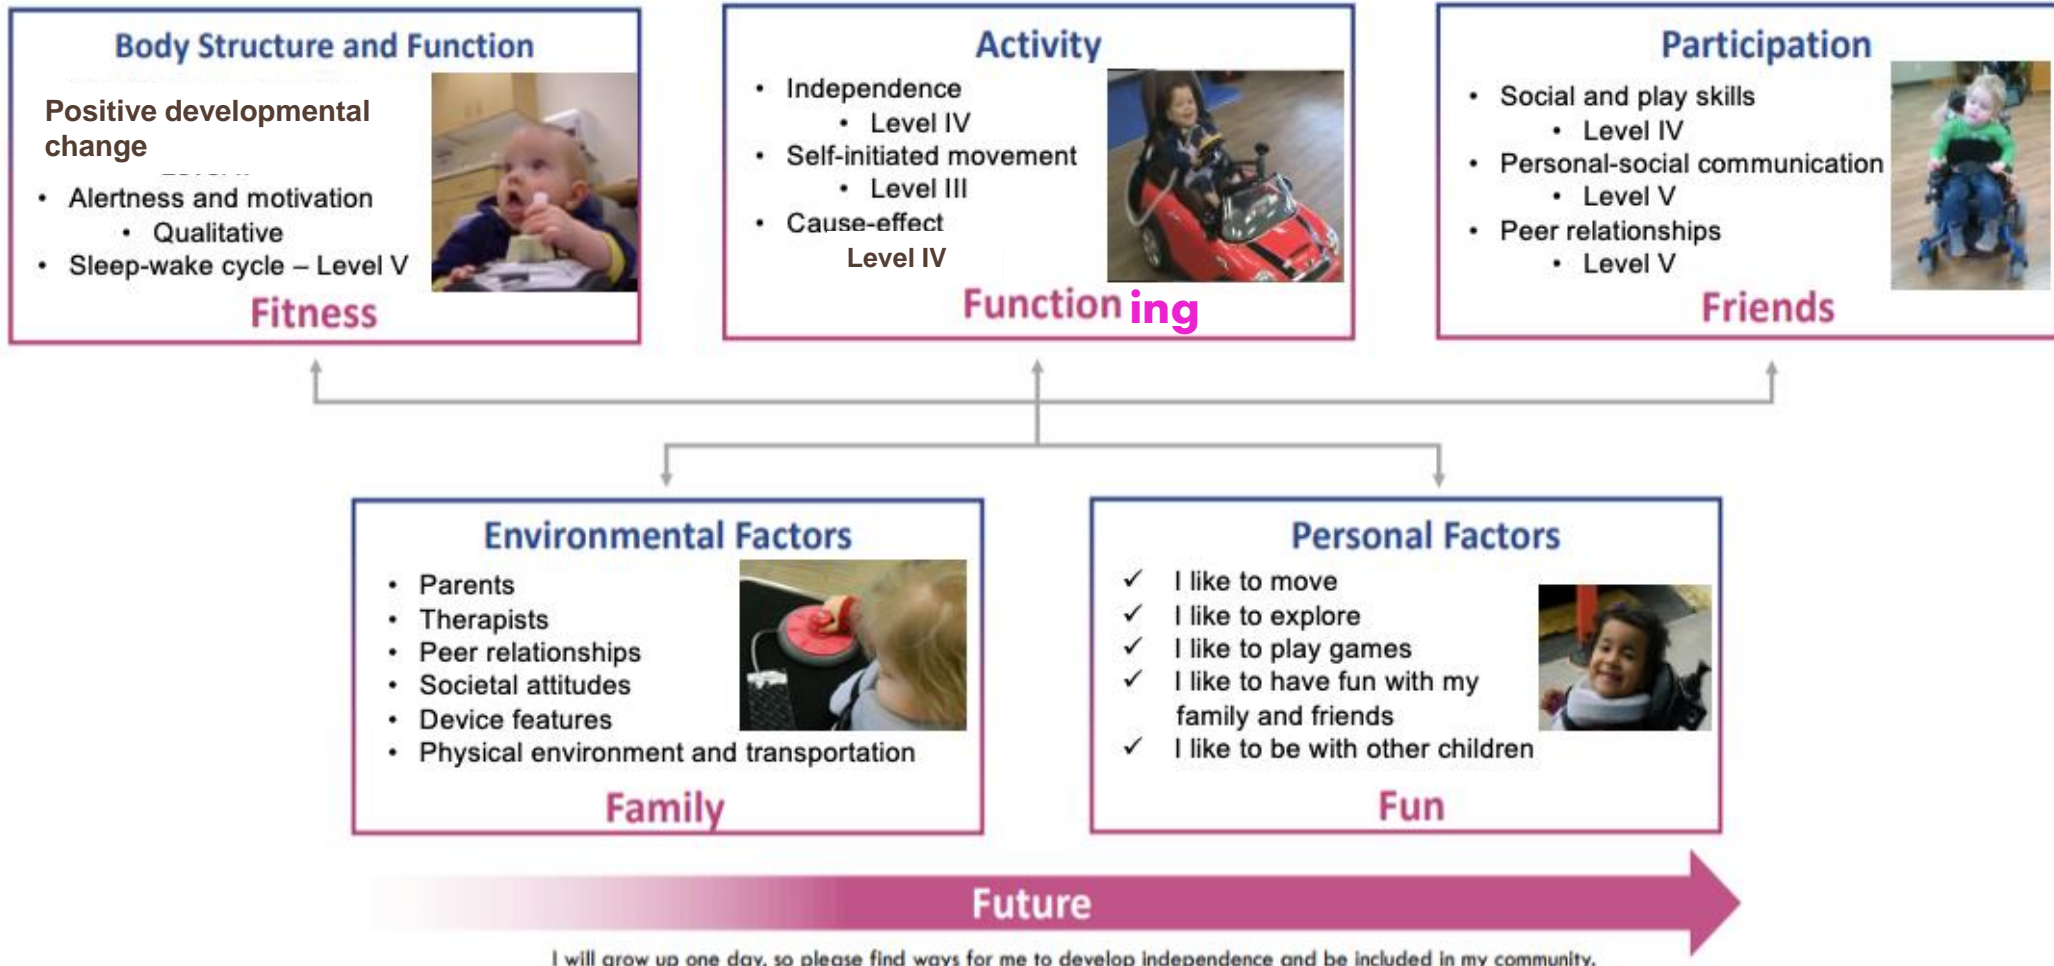 Body Structure and Function
Positive developmental
change
• Alertness and motivation
• Qualitative
• Sleep-wake cycle – Level V
Fitness
Activity
• Independence
• Level IV
• Self-initiated movement
• Level III
• Cause-effect
Level IV
Function ing
Participation
• Social and play skills
• Level IV
• Personal-social communication
• Level V
• Peer relationships
• Level V
Friends
Environmental Factors
• Parents
• Therapists
• Peer relationships
• Societal attitudes
• Device features
• Physical environment and transportation
Family
Personal Factors
✓ I like to move
✓ I like to explore
✓ I like to play games
✓ I like to have fun with my
family and friends
✓ I like to be with other children
Fun
Future
I will grow up one day, so please find ways for me to develop independence and be included in my community.